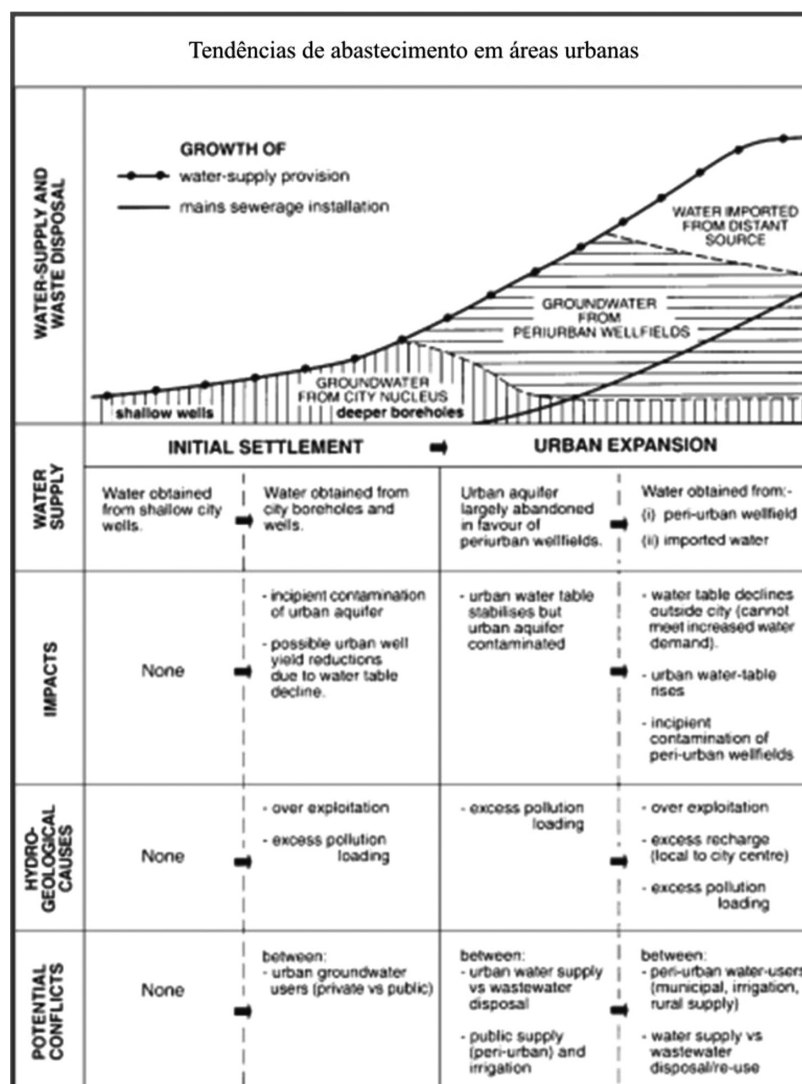 Tendências de abastecimento em áreas urbanas
WATER-SUPPLY AND
WASTE DISPOSAL
GROWTH OF
water-supply provision
mains sewerage installation
WATER IMPORTED
FROM DISTANT
SOURCE
GROUNDWATER
FROM
PERIURBAN WELLFIELDS
GROUNDWATER
FROM CITY NUCLEUS
shallow wells
deeper boreholes
INITIAL SETTLEMENT
URBAN EXPANSION
WATER
SUPPLY
Water obtained
from shallow city
wells.
Water obtained from
city boreholes and
wells.
Urban aquifer
largely abandoned
in favour of
periurban wellfields.
Water obtained from:-
(i) peri-urban wellfield
(ii) imported water
IMPACTS
None
- incipient contamination
of urban aquifer
- possible urban well
yield reductions
due to water table
decline.
- urban water table
stabilises but
urban aquifer
contaminated
- water table declines
outside city (cannot
meet increased water
demand).
- urban water-table
rises
- incipient
contamination of
peri-urban wellfields
HYDRO-
GEOLOGICAL
CAUSES
None
- over exploitation
- excess pollution
loading
- excess pollution
loading
- over exploitation
- excess recharge
(local to city centre)
- excess pollution
loading
POTENTIAL
CONFLICTS
None
between:
- urban groundwater
users (private vs public)
between:
- urban water supply
vs wastewater
disposal
- public supply
(peri-urban) and
irrigation
between:
- peri-urban water-users
(municipal, irrigation,
rural supply)
- water supply vs
wastewater
disposal/re-use